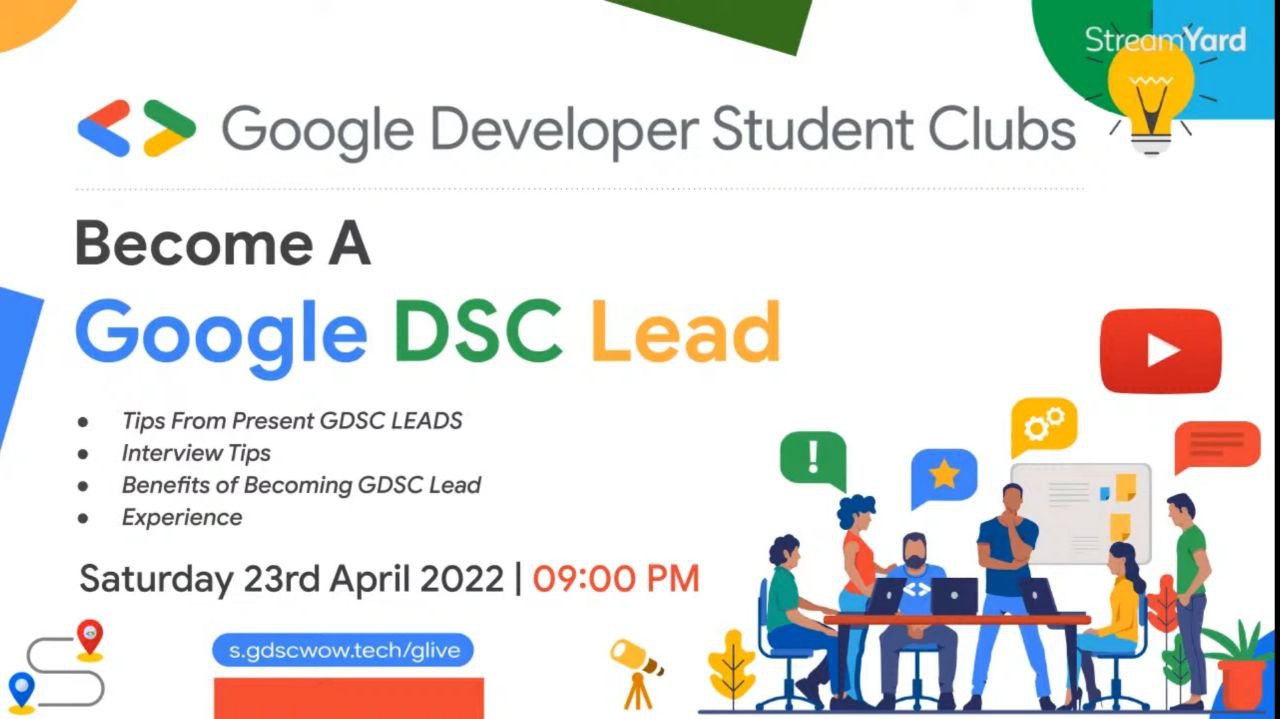 StreamYard
Google Developer Student Clubs
Become A
Google DSC Lead
● Tips From Present GDSC LEADS
● Interview Tips
● Benefits of Becoming GDSC Lead
● Experience
Saturday 23rd April 2022 | 09:00 PM
s.gdscwow.tech/glive